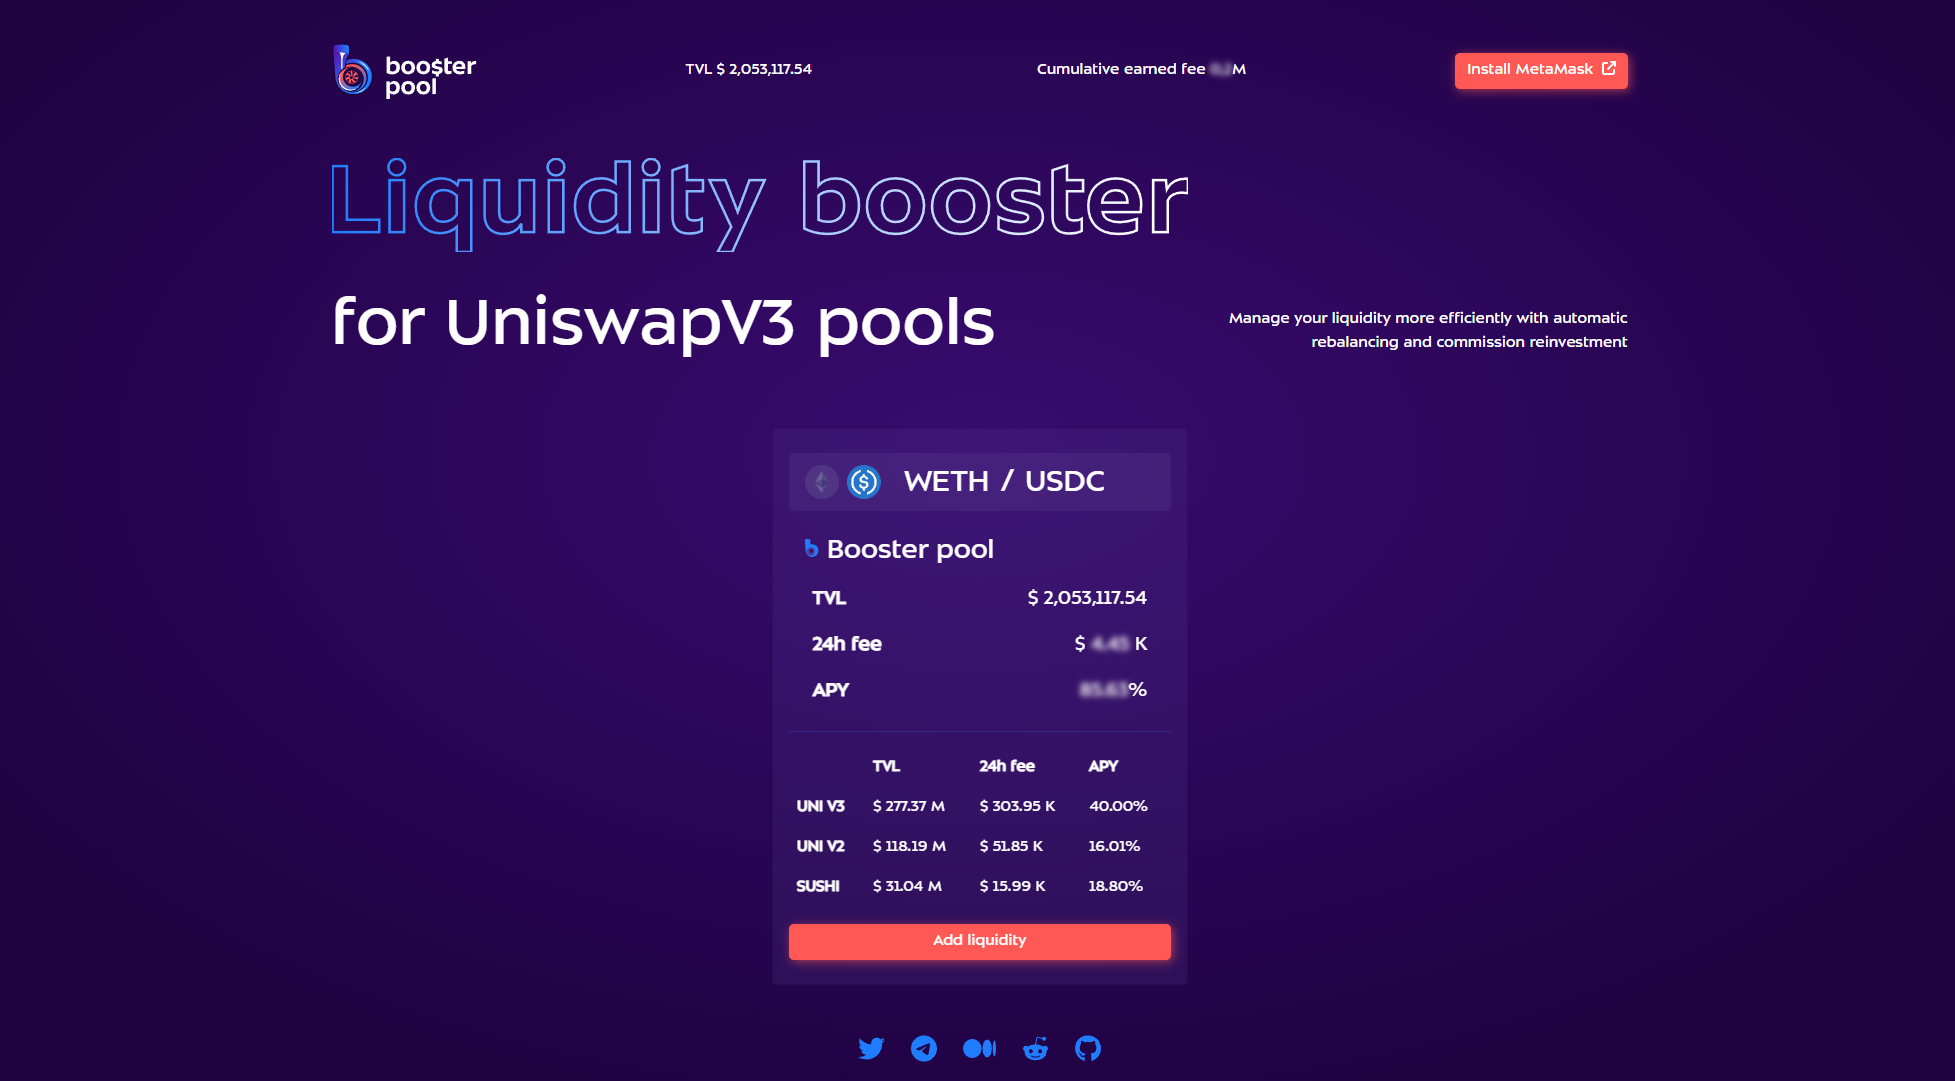 boo$ter
pool
TVL $ 2,053,117.54
Cumulative earned fee M
Install MetaMask
Liquidity booster
for UniswapV3 pools
Manage your liquidity more efficiently with automatic
rebalancing and commission reinvestment
WETH / USDC
Booster pool
TVL $ 2,053,117.54
24h fee $ K
APY %
TVL 24h fee APY
UNI V3 $ 277.37 M $ 303.95 K 40.00%
UNI V2 $ 118.19 M $ 51.85 K 16.01%
SUSHI $ 31.04 M $ 15.99 K 18.80%
Add liquidity